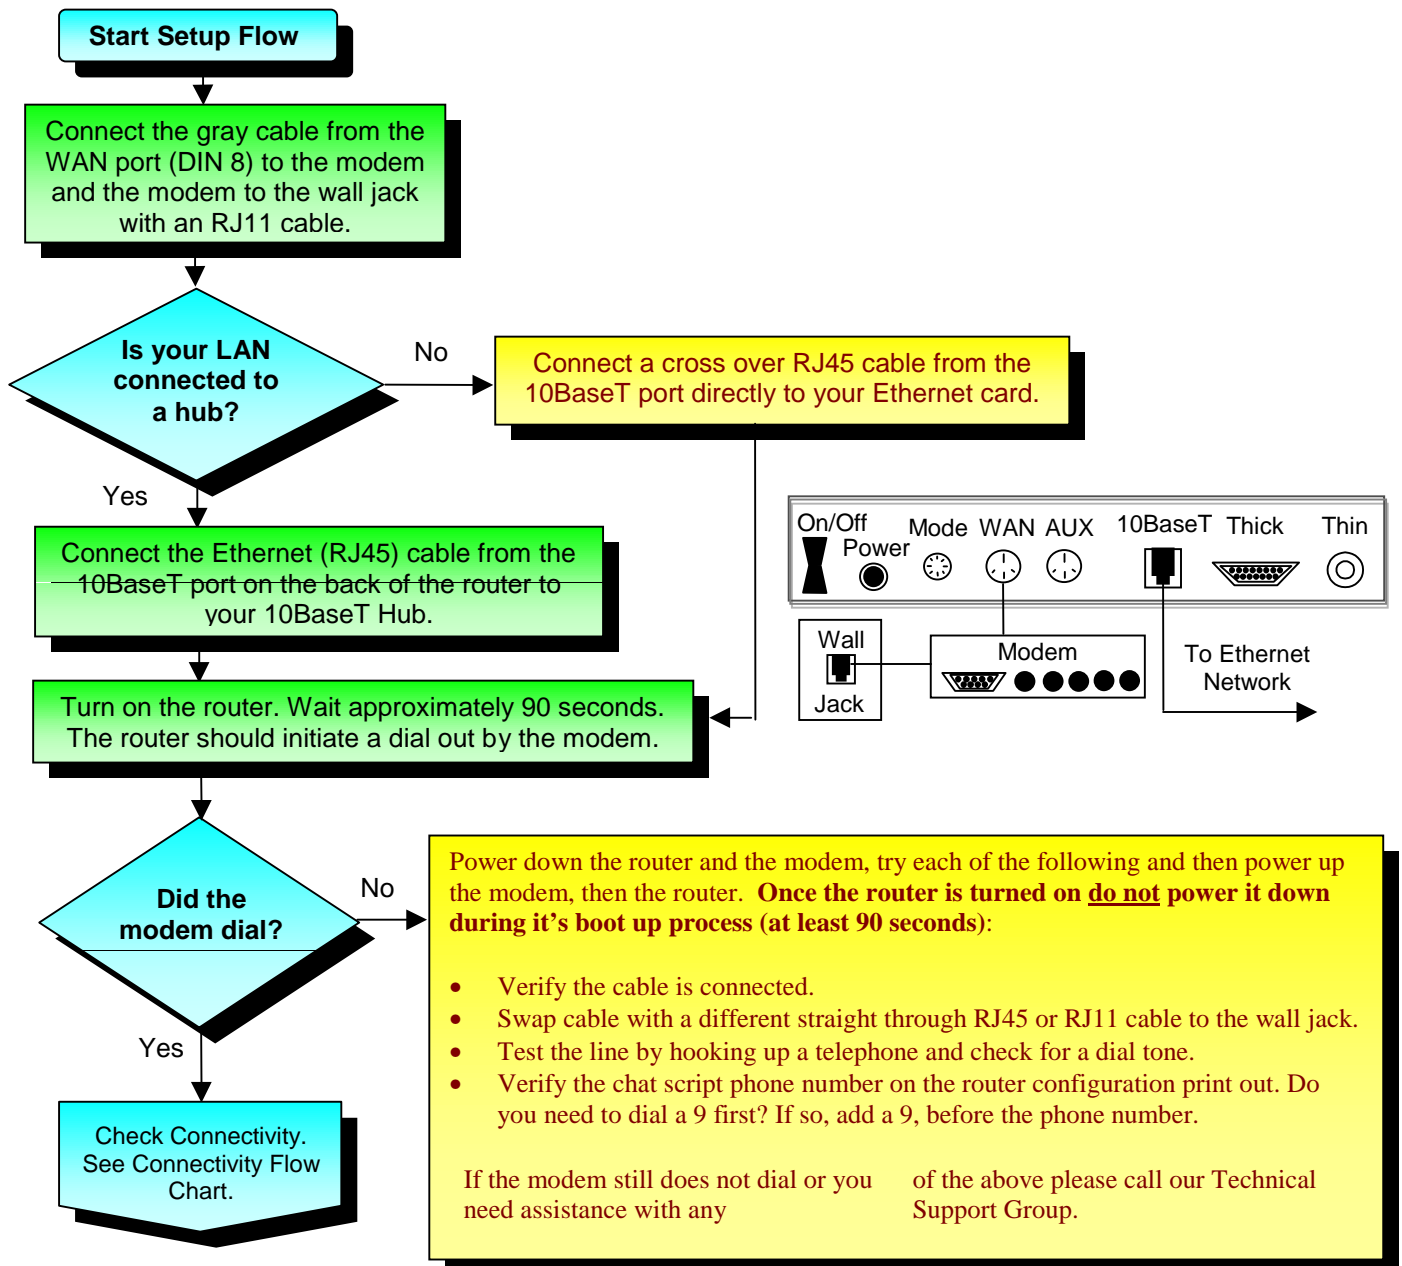 Start Setup Flow
Connect the gray cable from the
WAN port (DIN 8) to the modem
and the modem to the wall jack
with an RJ11 cable.
Is your LAN
connected to
a hub?
No
Connect a cross over RJ45 cable from the
10BaseT port directly to your Ethernet card.
Yes
Connect the Ethernet (RJ45) cable from the
10BaseT port on the back of the router to
your 10BaseT Hub.
On/Off
Power
Mode
WAN
AUX
10BaseT
Thick
Thin
Wall
Jack
Modem
To Ethernet
Network
Turn on the router. Wait approximately 90 seconds.
The router should initiate a dial out by the modem.
Did the
modem dial?
No
Power down the router and the modem, try each of the following and then power up
the modem, then the router. Once the router is turned on do not power it down
during it's boot up process (at least 90 seconds):
• Verify the cable is connected.
• Swap cable with a different straight through RJ45 or RJ11 cable to the wall jack.
• Test the line by hooking up a telephone and check for a dial tone.
• Verify the chat script phone number on the router configuration print out. Do
you need to dial a 9 first? If so, add a 9, before the phone number.
If the modem still does not dial or you
need assistance with any
of the above please call our Technical
Support Group.
Yes
Check Connectivity.
See Connectivity Flow
Chart.